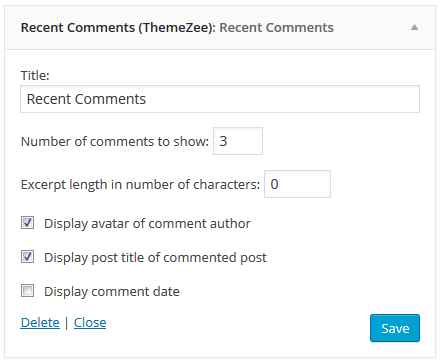 Recent Comments (ThemeZee): Recent Comments
Title:
Recent Comments
Number of comments to show: 3
Excerpt length in number of characters: 0
Display avatar of comment author
Display post title of commented post
Display comment date
Delete | Close Save